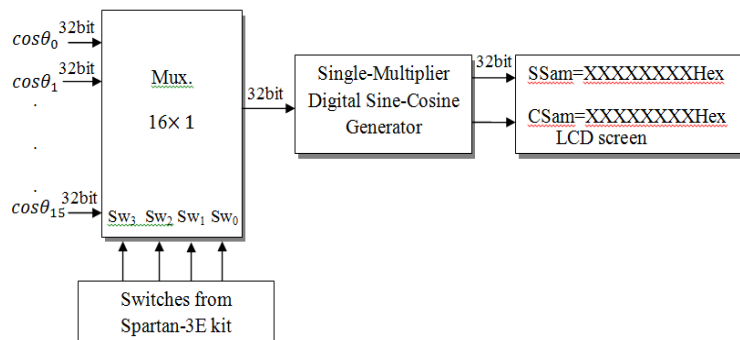 32bit
cosθ₀
32bit
cosθ₁
.
.
.
32bit
cosθ₁₅
Mux.
16× 1
Sw₃ Sw₂ Sw₁ Sw₀
32bit
Single-Multiplier
Digital Sine-Cosine
Generator
32bit
SSam=XXXXXXXXHex
CSam=XXXXXXXXHex
LCD screen
Switches from
Spartan-3E kit